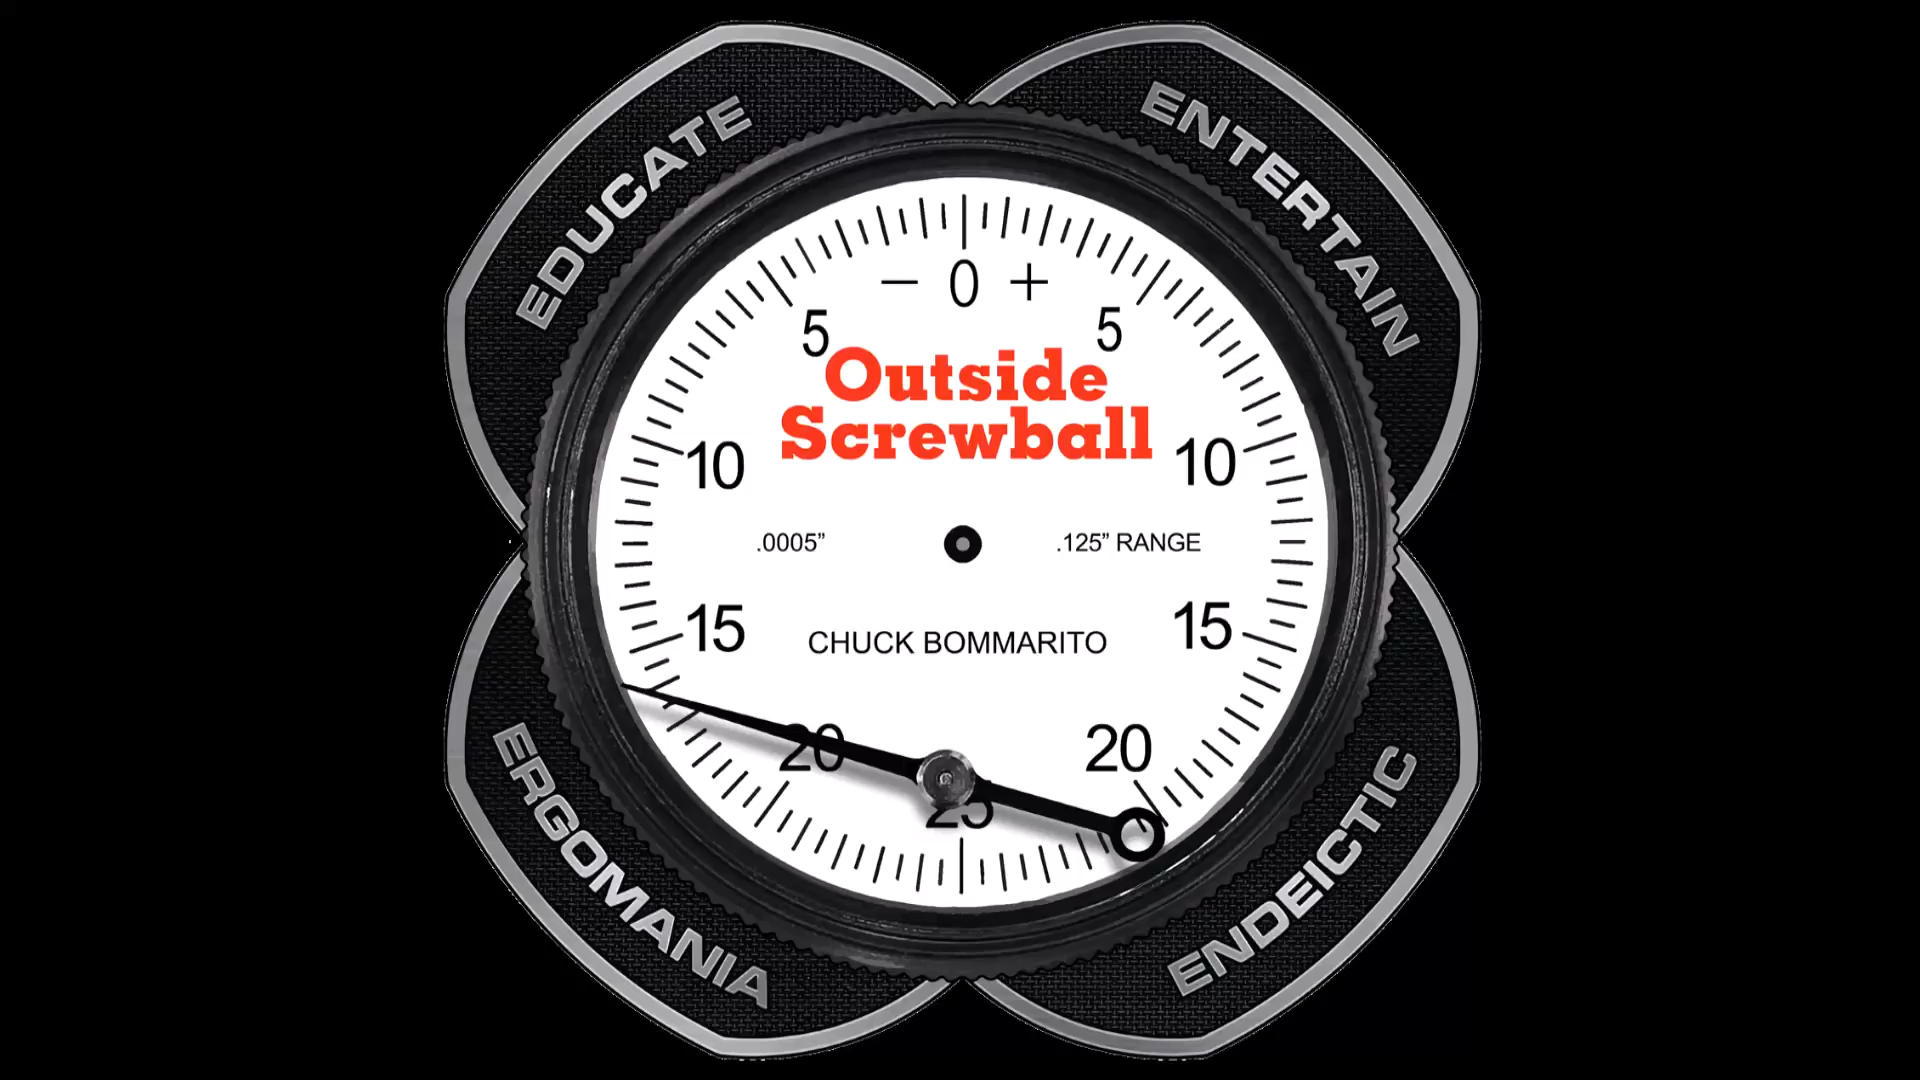 EDUCATE
ENTERTAIN
− 0 +
5 5
Outside
Screwball
10 10
.0005” .125” RANGE
15 15
CHUCK BOMMARITO
20 20
25
ERGOMANIA
ENDEICTIC